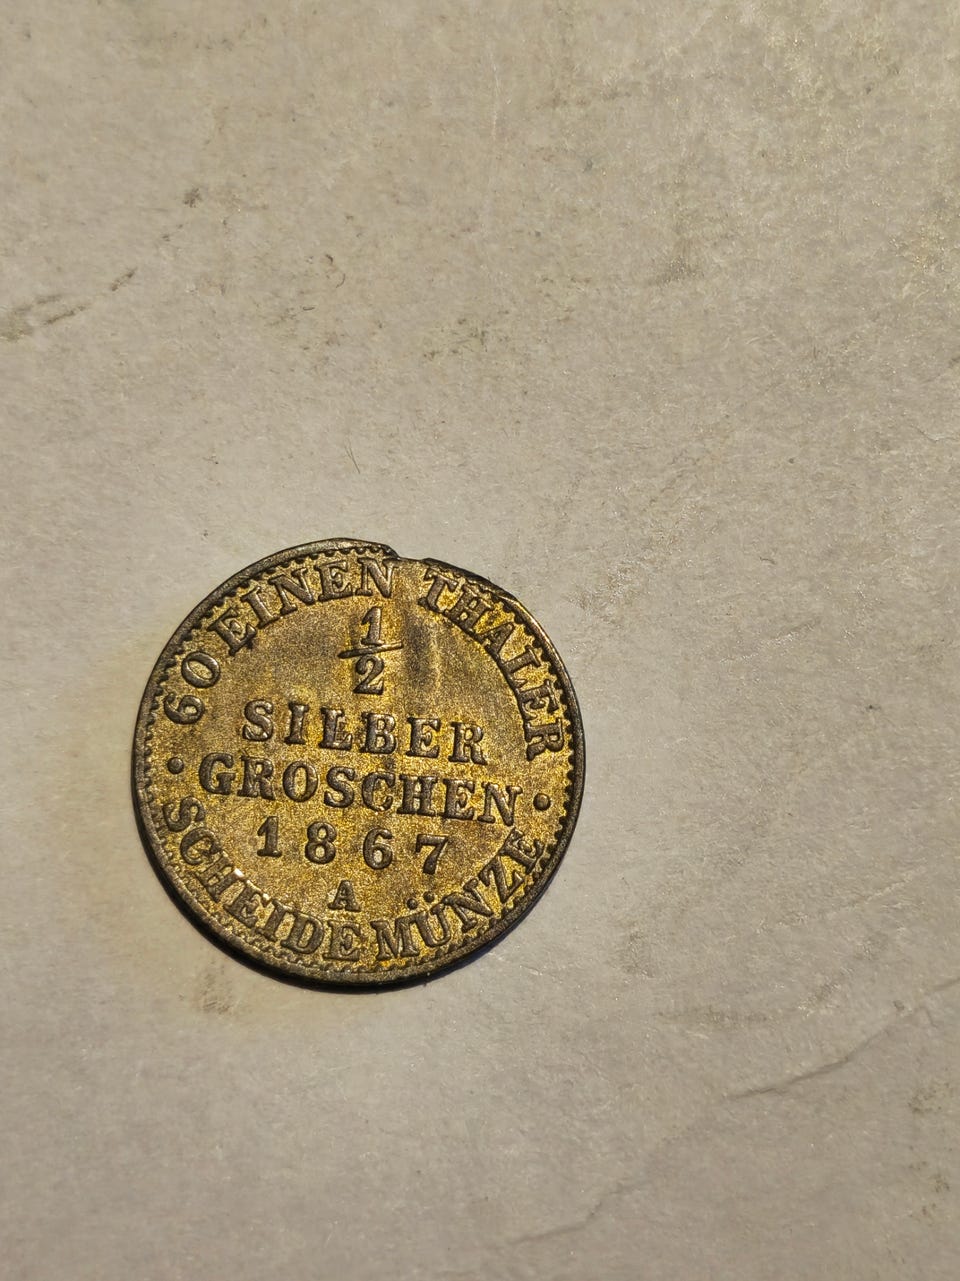 60 EINEN THALER
1/2
SILBER
GROSCHEN
1867
A
SCHEIDEMÜNZE